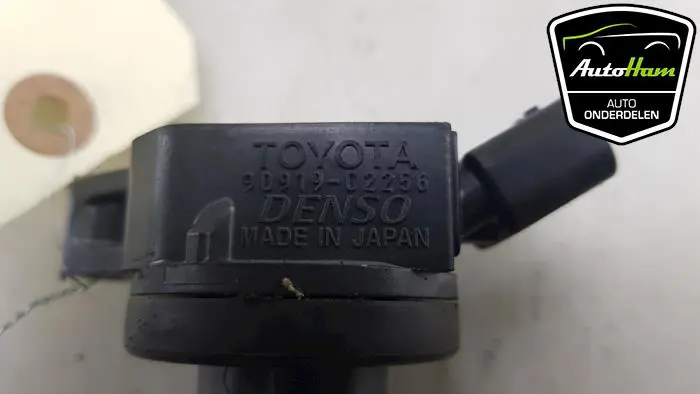 AutoHam
AUTO
ONDERDELEN
TOYOTA
90919-02256
DENSO
MADE IN JAPAN